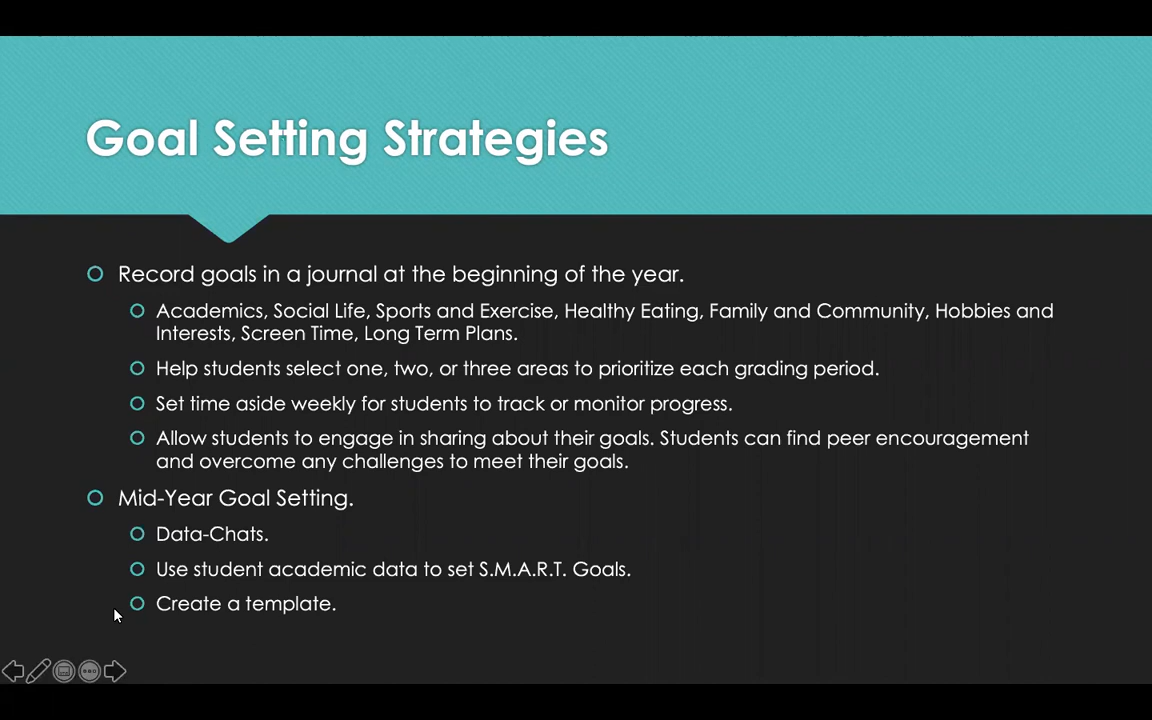 Goal Setting Strategies
Record goals in a journal at the beginning of the year.
Academics, Social Life, Sports and Exercise, Healthy Eating, Family and Community, Hobbies and
Interests, Screen Time, Long Term Plans.
Help students select one, two, or three areas to prioritize each grading period.
Set time aside weekly for students to track or monitor progress.
Allow students to engage in sharing about their goals. Students can find peer encouragement
and overcome any challenges to meet their goals.
Mid-Year Goal Setting.
Data-Chats.
Use student academic data to set S.M.A.R.T. Goals.
Create a template.